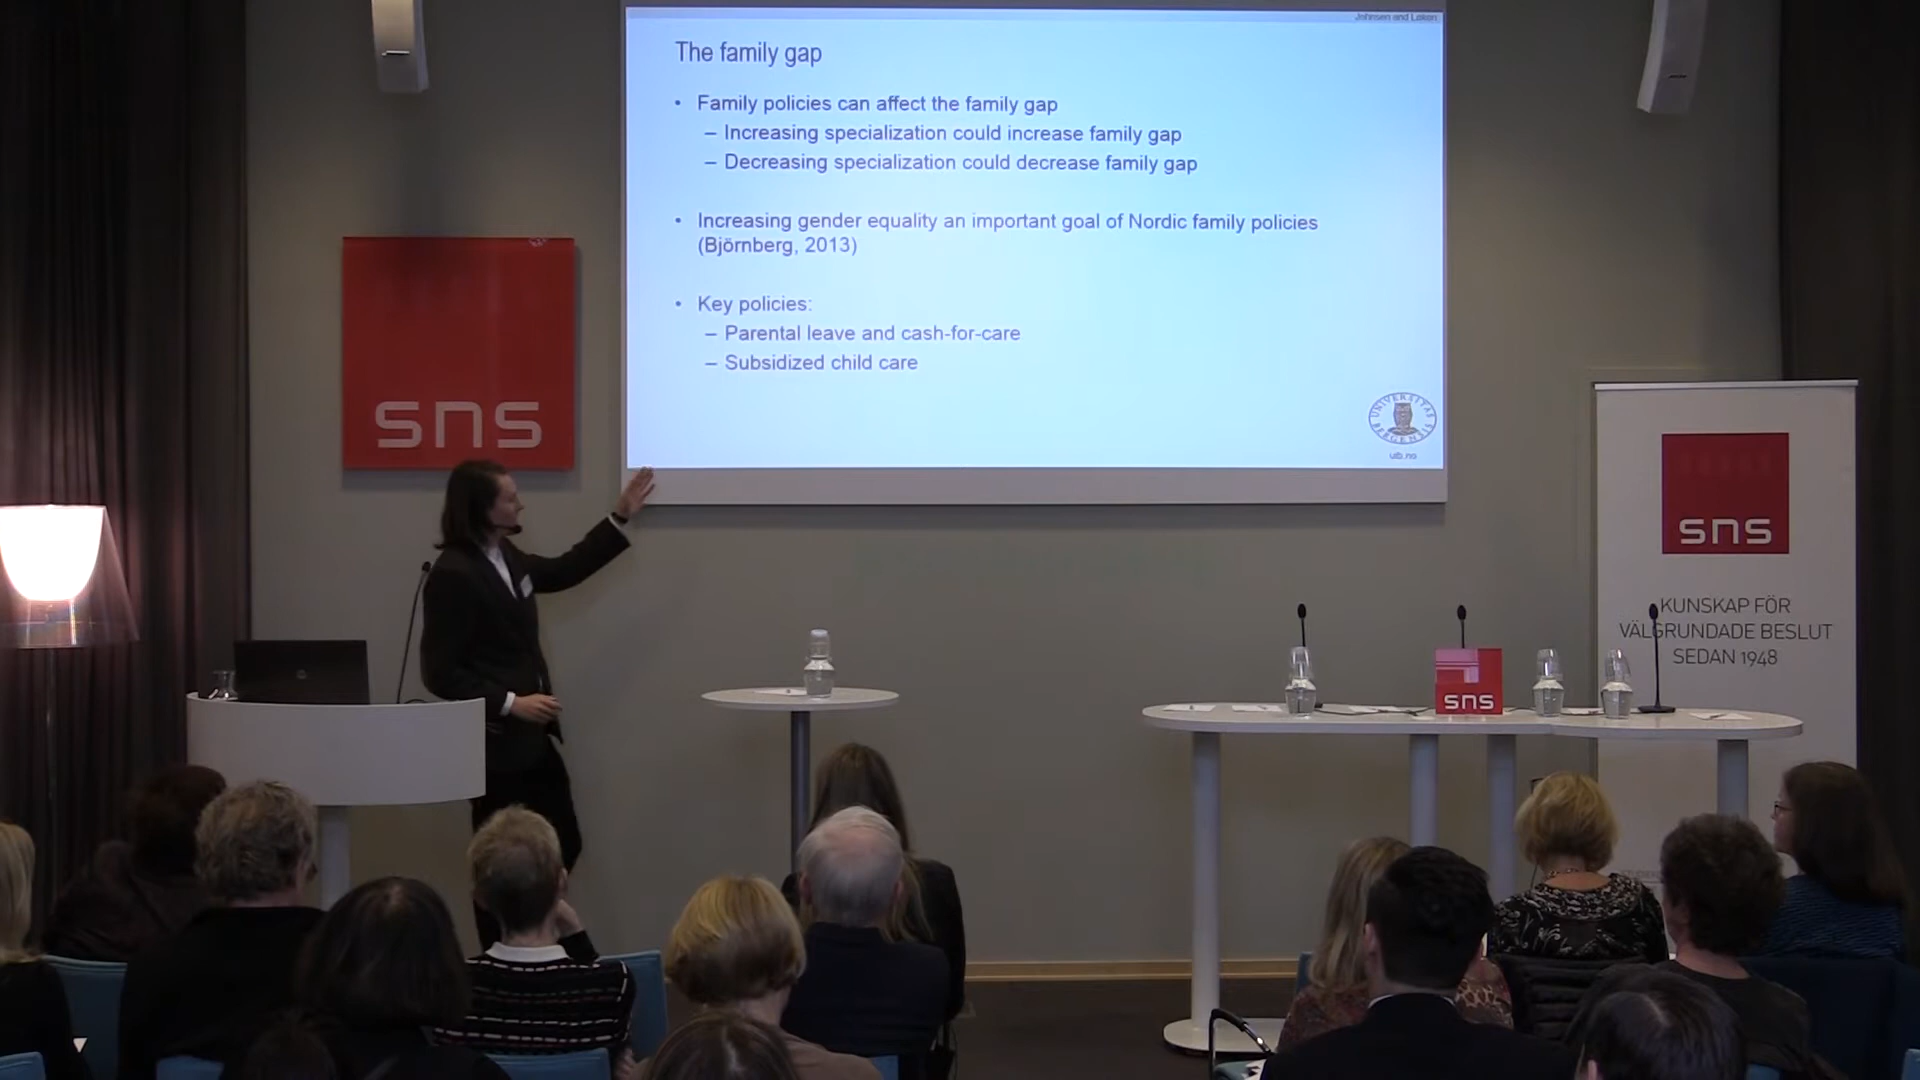 Johnsen and Løken
The family gap
• Family policies can affect the family gap
– Increasing specialization could increase family gap
– Decreasing specialization could decrease family gap
• Increasing gender equality an important goal of Nordic family policies
(Björnberg, 2013)
• Key policies:
– Parental leave and cash-for-care
– Subsidized child care
UNIVERSITAS
BERGENSIS
uib.no
sns
sns
KUNSKAP FÖR
VÄLGRUNDADE BESLUT
SEDAN 1948
sns